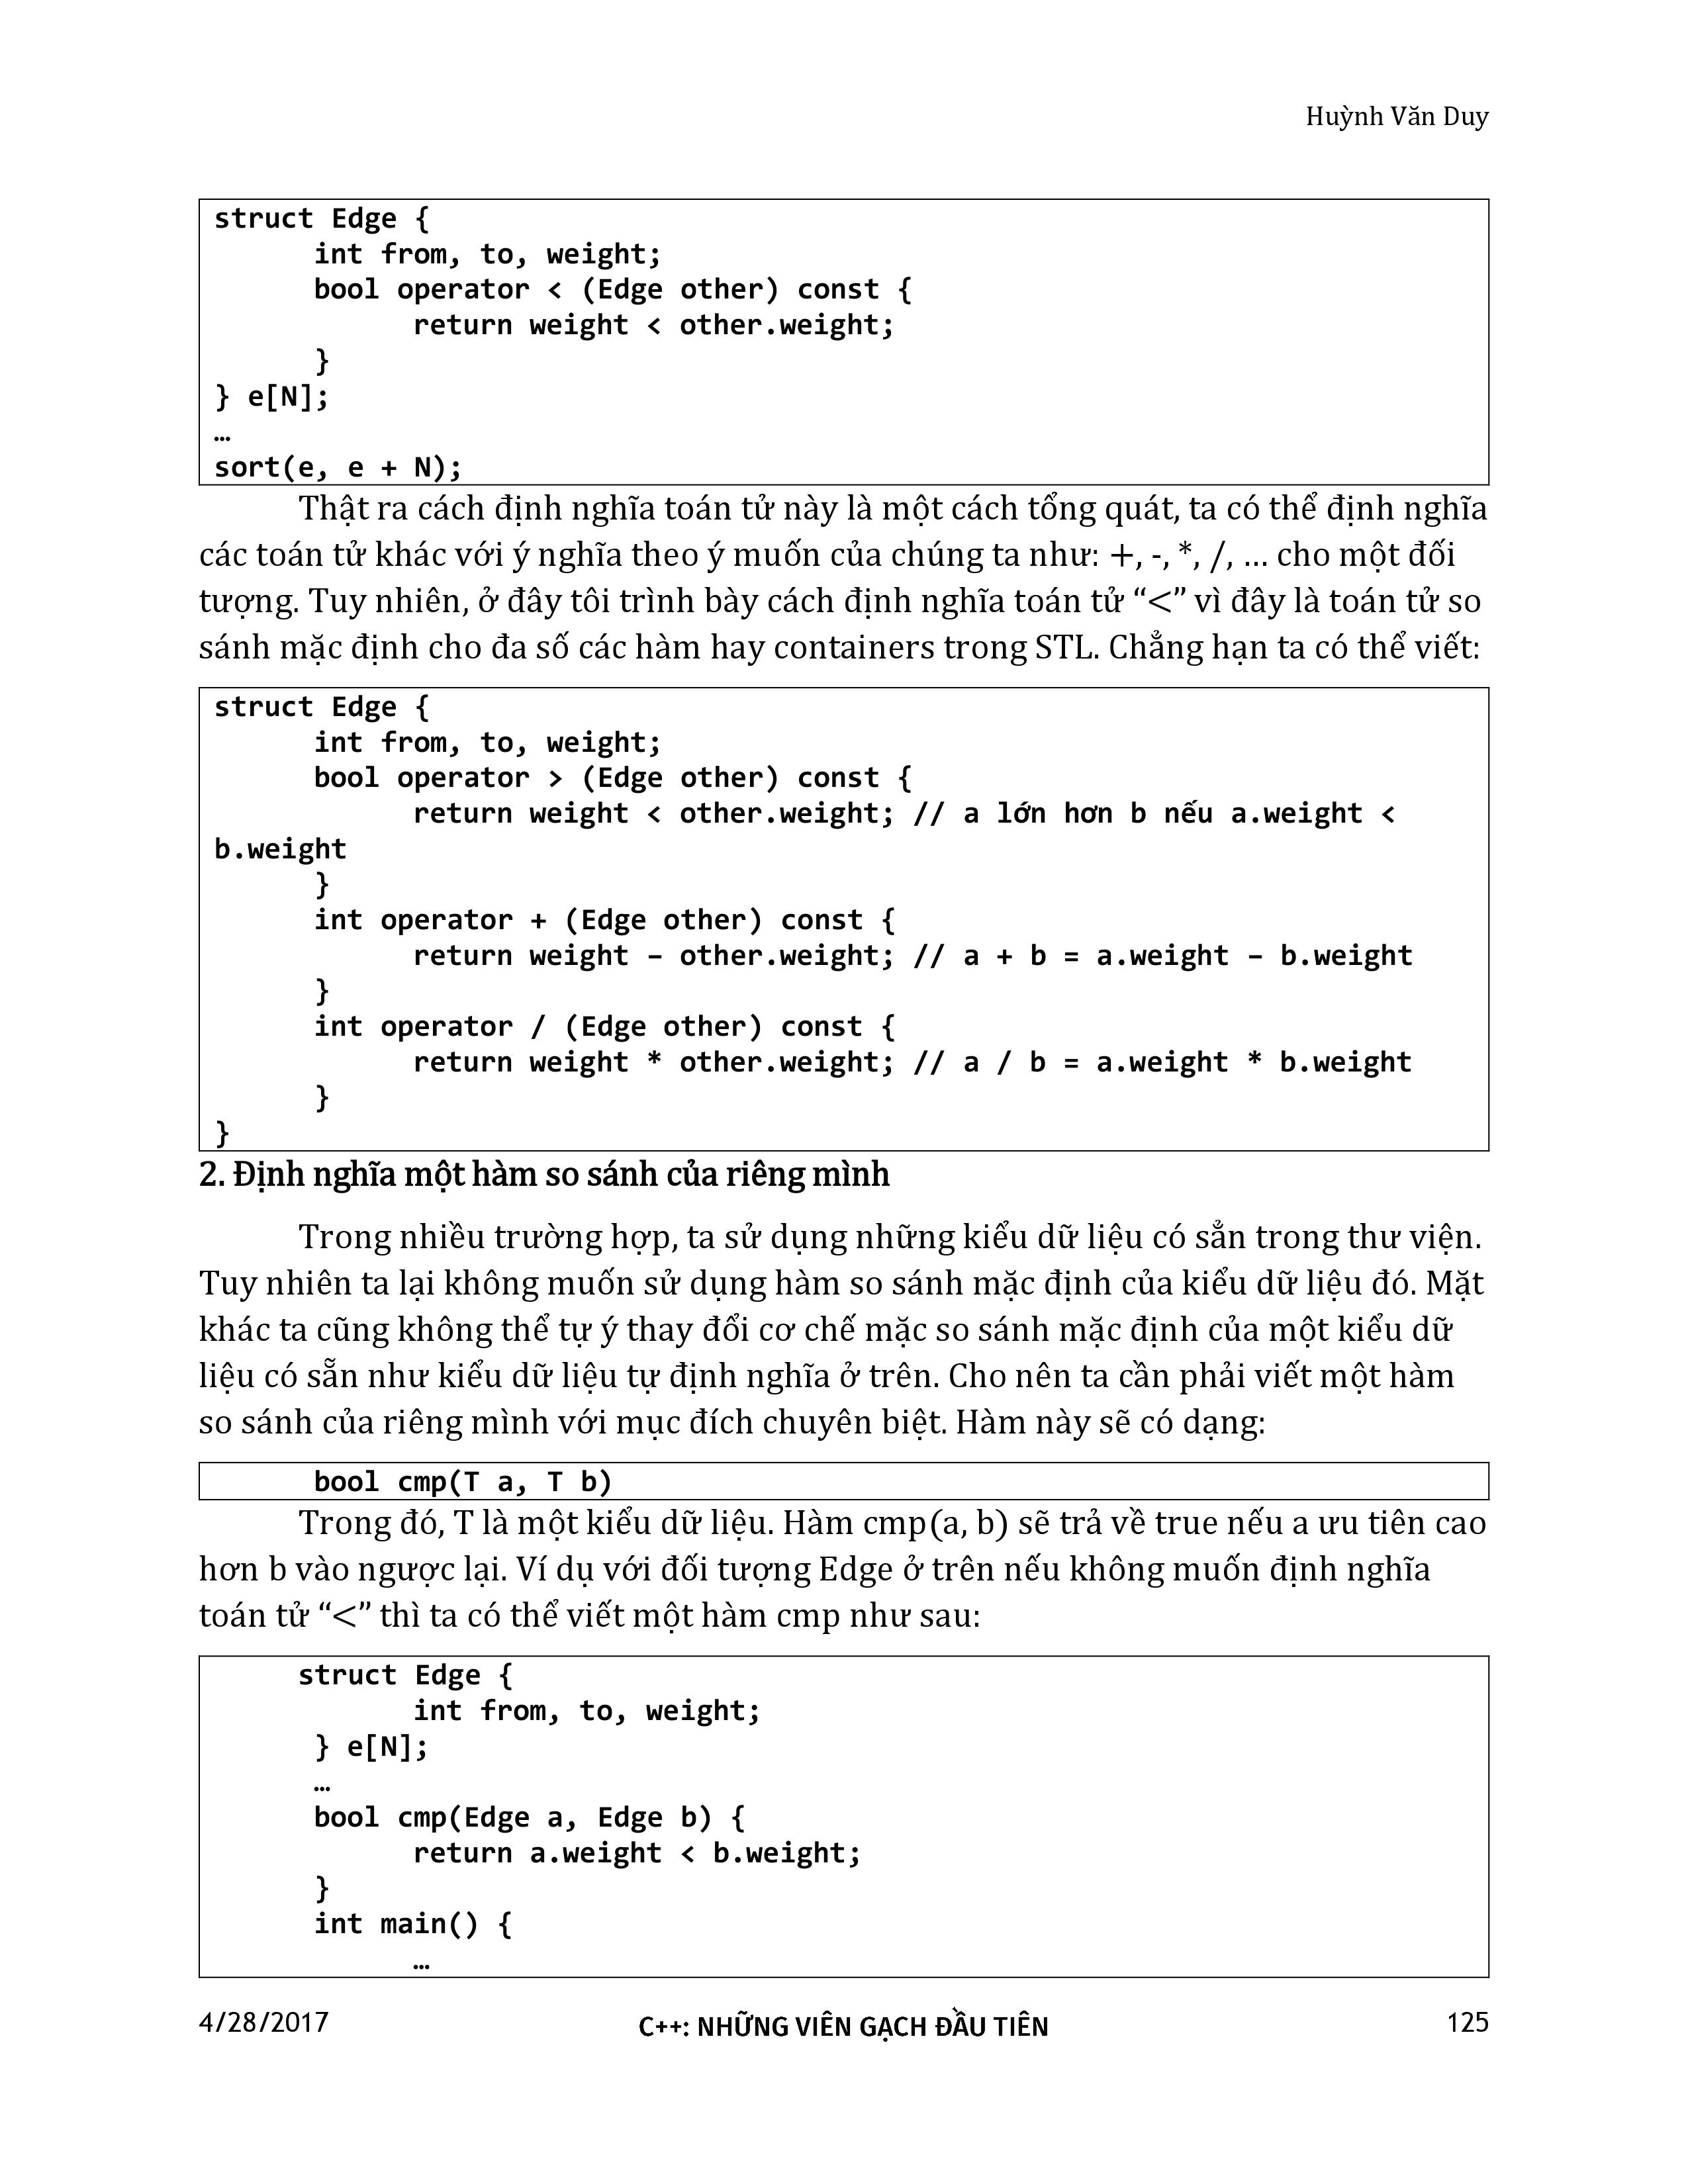 Huỳnh Văn Duy
struct Edge {
int from, to, weight;
bool operator < (Edge other) const {
return weight < other.weight;
}
} e[N];
…
sort(e, e + N);
Thật ra cách định nghĩa toán tử này là một cách tổng quát, ta có thể định nghĩa
các toán tử khác với ý nghĩa theo ý muốn của chúng ta như: +, -, *, /, … cho một đối
tượng. Tuy nhiên, ở đây tôi trình bày cách định nghĩa toán tử “<” vì đây là toán tử so
sánh mặc định cho đa số các hàm hay containers trong STL. Chẳng hạn ta có thể viết:
struct Edge {
int from, to, weight;
bool operator > (Edge other) const {
return weight < other.weight; // a lớn hơn b nếu a.weight <
b.weight
}
int operator + (Edge other) const {
return weight – other.weight; // a + b = a.weight – b.weight
}
int operator / (Edge other) const {
return weight * other.weight; // a / b = a.weight * b.weight
}
}
2. Định nghĩa một hàm so sánh của riêng mình
Trong nhiều trường hợp, ta sử dụng những kiểu dữ liệu có sẳn trong thư viện.
Tuy nhiên ta lại không muốn sử dụng hàm so sánh mặc định của kiểu dữ liệu đó. Mặt
khác ta cũng không thể tự ý thay đổi cơ chế mặc so sánh mặc định của một kiểu dữ
liệu có sẵn như kiểu dữ liệu tự định nghĩa ở trên. Cho nên ta cần phải viết một hàm
so sánh của riêng mình với mục đích chuyên biệt. Hàm này sẽ có dạng:
bool cmp(T a, T b)
Trong đó, T là một kiểu dữ liệu. Hàm cmp(a, b) sẽ trả về true nếu a ưu tiên cao
hơn b vào ngược lại. Ví dụ với đối tượng Edge ở trên nếu không muốn định nghĩa
toán tử “<” thì ta có thể viết một hàm cmp như sau:
struct Edge {
int from, to, weight;
} e[N];
…
bool cmp(Edge a, Edge b) {
return a.weight < b.weight;
}
int main() {
…
4/28/2017 C++: NHỮNG VIÊN GẠCH ĐẦU TIÊN 125